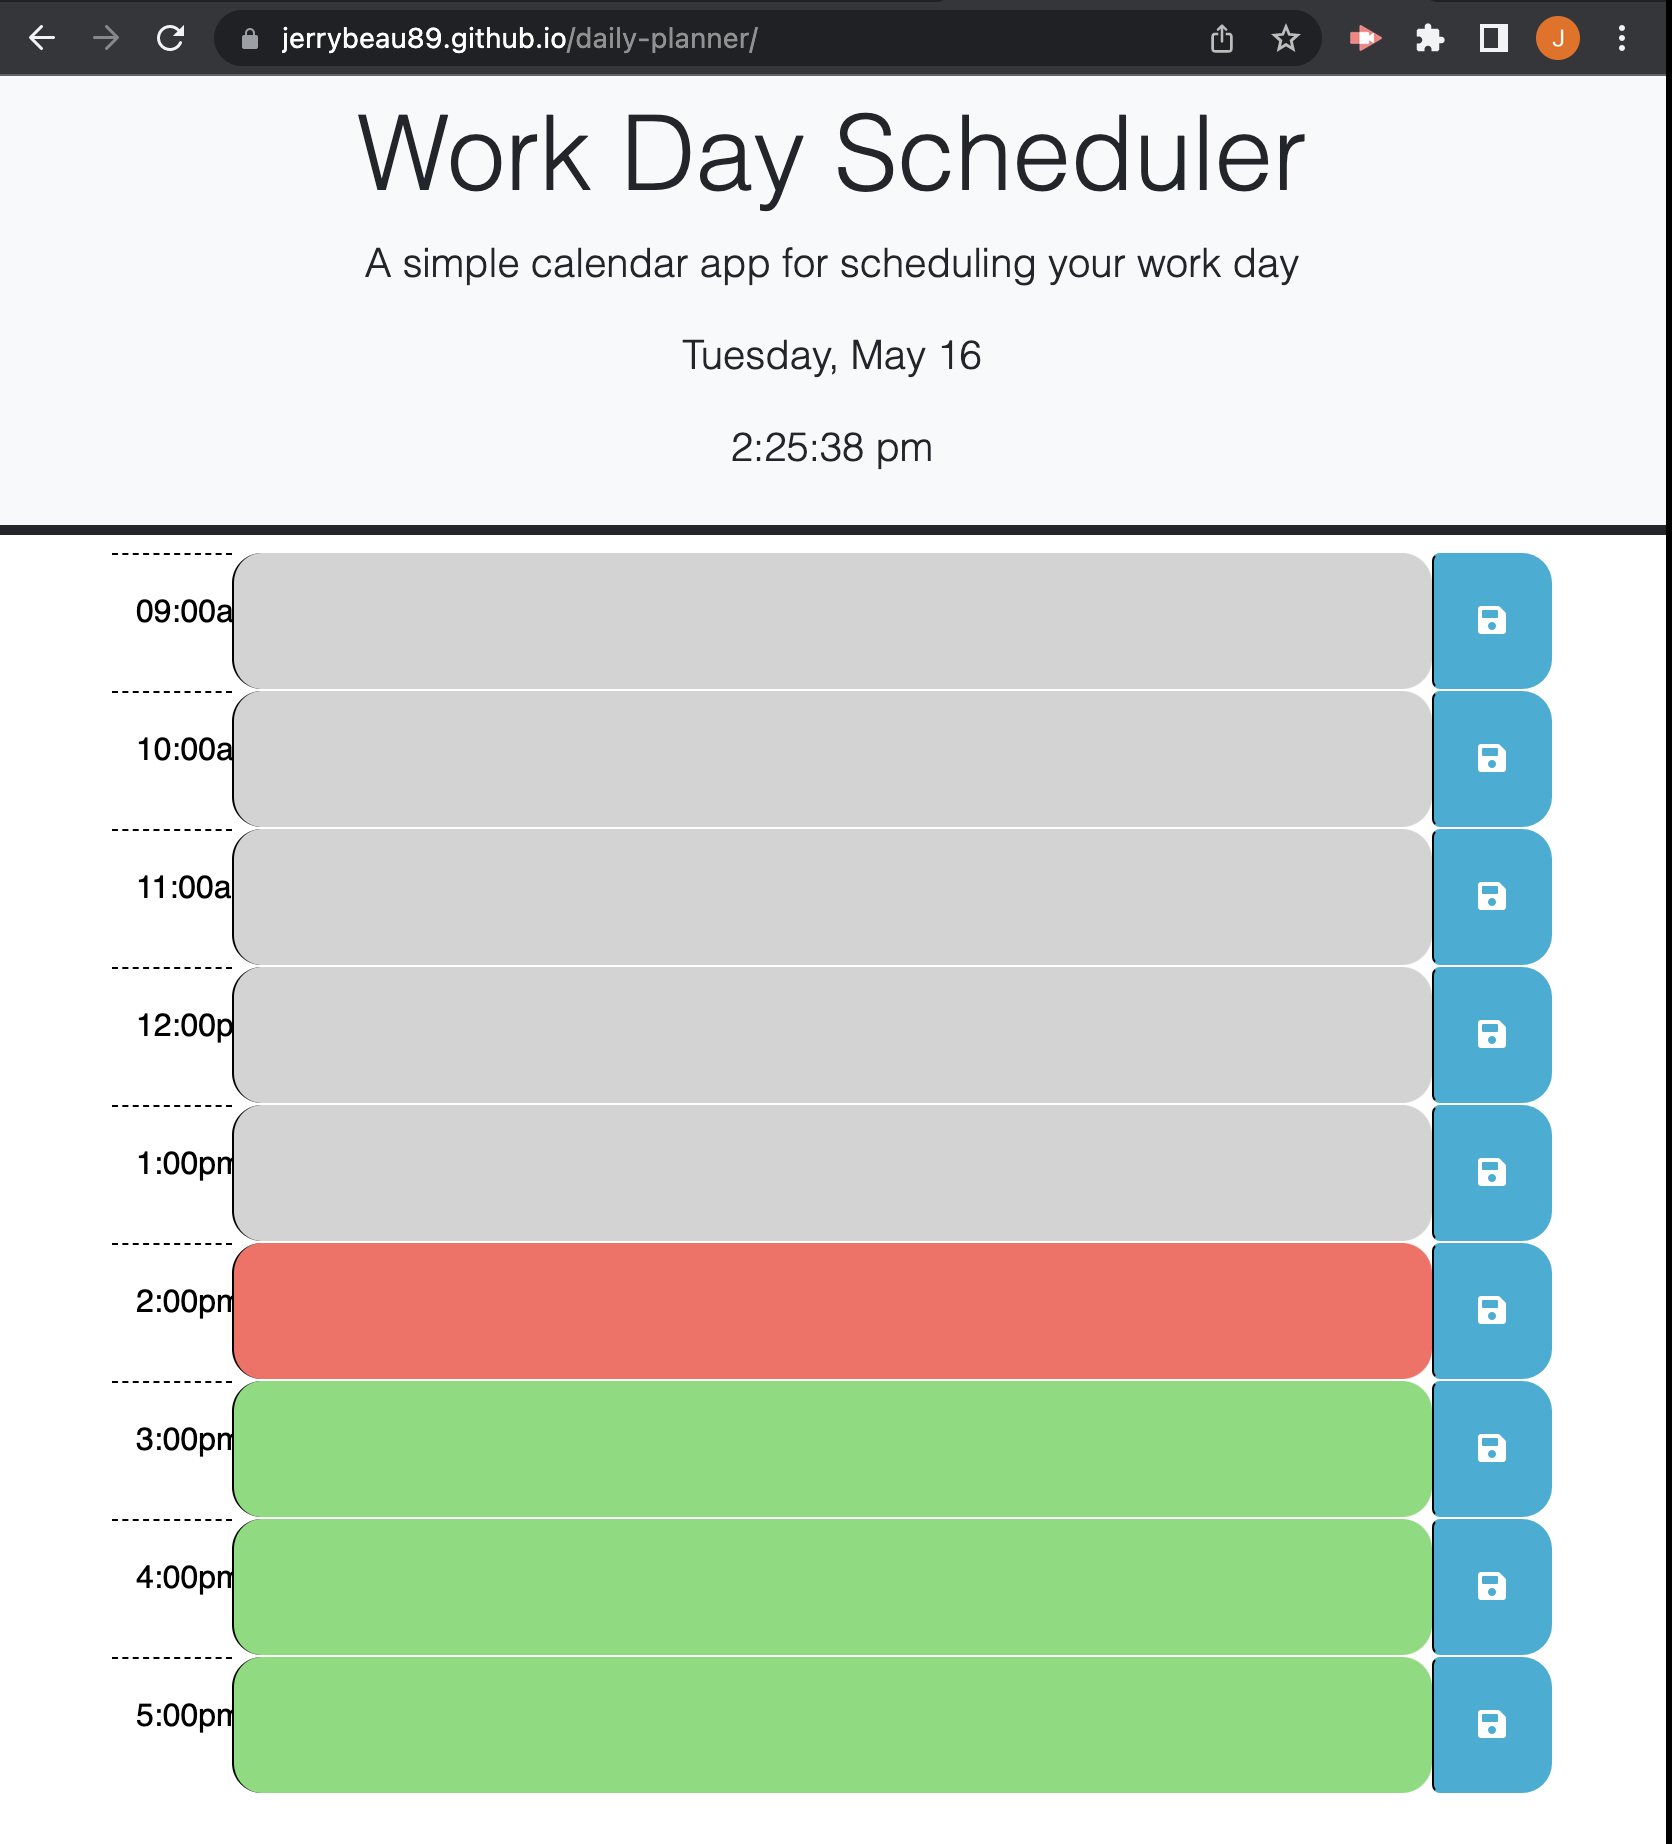 jerrybeau89.github.io/daily-planner/
J
Work Day Scheduler
A simple calendar app for scheduling your work day
Tuesday, May 16
2:25:38 pm
09:00a
10:00a
11:00a
12:00p
1:00pm
2:00pm
3:00pm
4:00pm
5:00pm